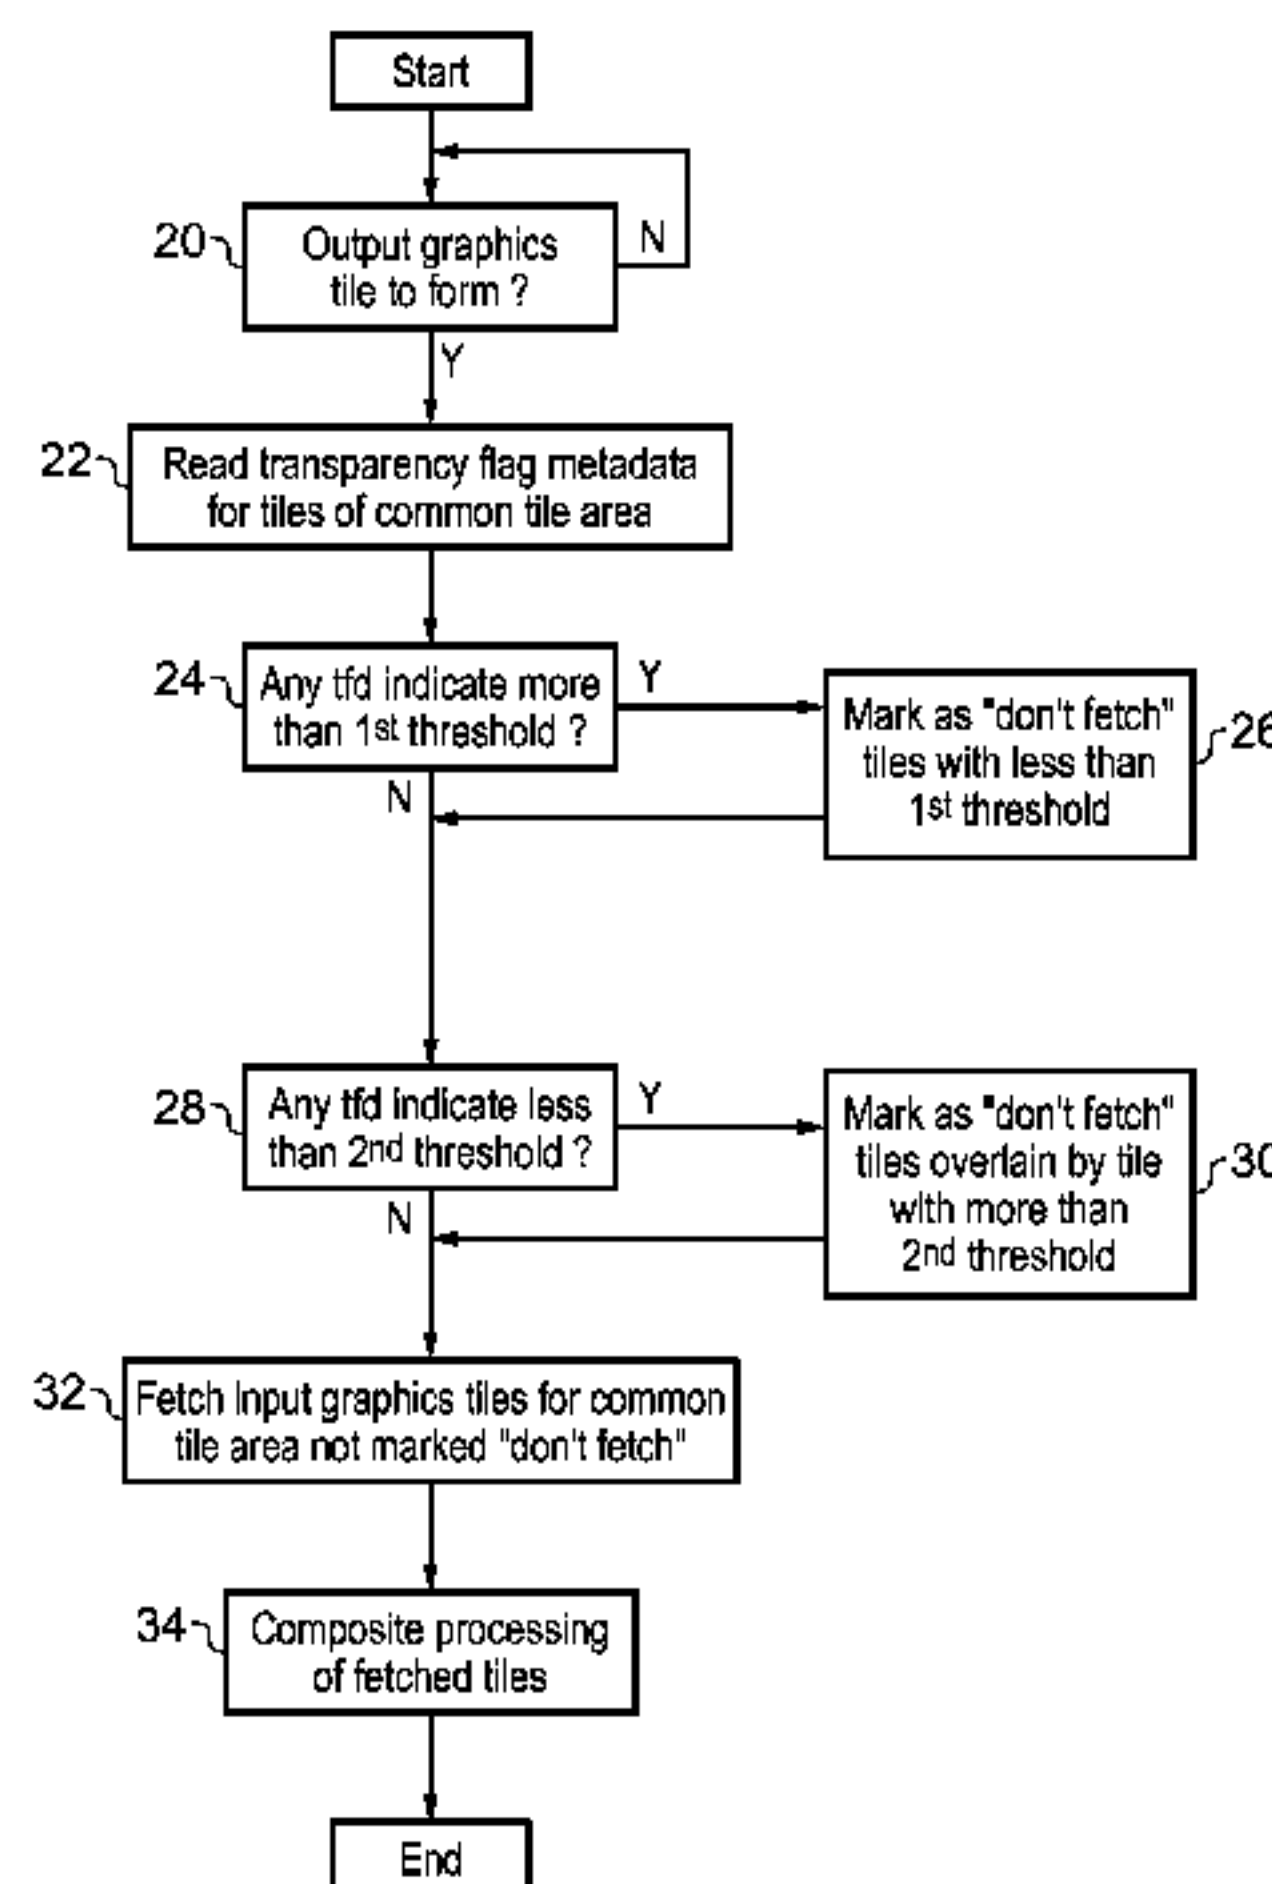 Start
N
20
Output graphics
tile to form ?
Y
22
Read transparency flag metadata
for tiles of common tile area
24
Any tfd indicate more
than 1st threshold ?
Y
Mark as "don't fetch"
tiles with less than
1st threshold
26
N
28
Any tfd indicate less
than 2nd threshold ?
Y
Mark as "don't fetch"
tiles overlain by tile
with more than
2nd threshold
30
N
32
Fetch Input graphics tiles for common
tile area not marked "don't fetch"
34
Composite processing
of fetched tiles
End